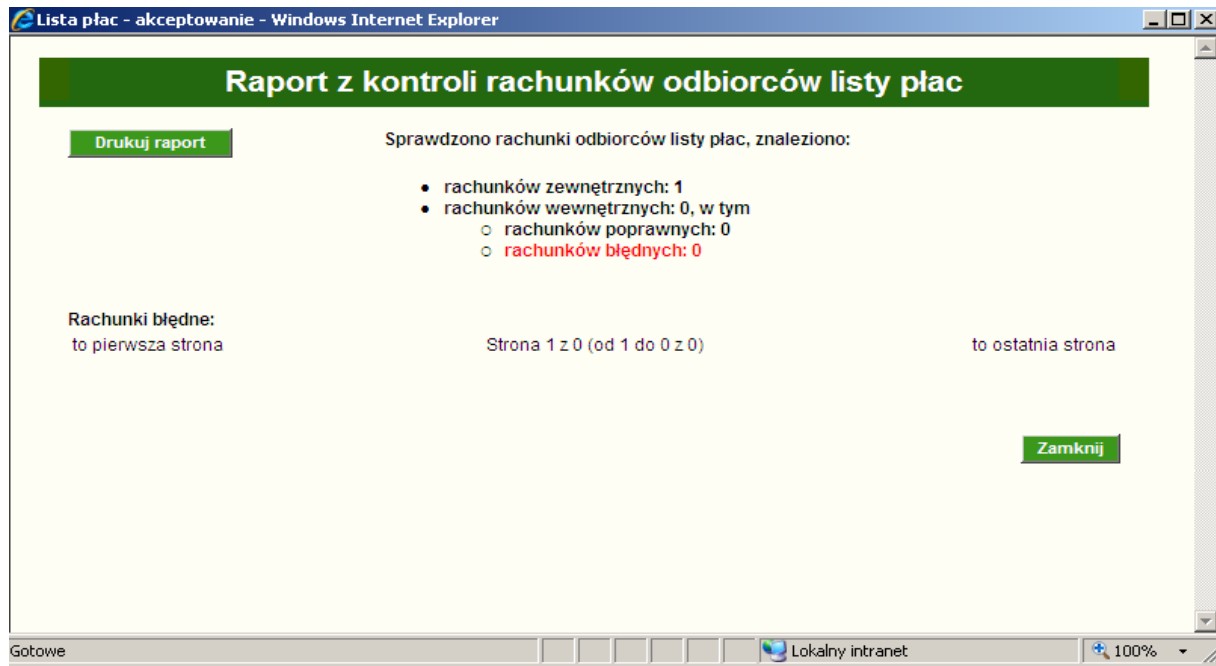 Lista płac - akceptowanie - Windows Internet Explorer
Raport z kontroli rachunków odbiorców listy płac
Drukuj raport
Sprawdzono rachunki odbiorców listy płac, znaleziono:
rachunków zewnętrznych: 1
rachunków wewnętrznych: 0, w tym
rachunków poprawnych: 0
rachunków błędnych: 0
Rachunki błędne:
to pierwsza strona Strona 1 z 0 (od 1 do 0 z 0) to ostatnia strona
Zamknij
Gotowe Lokalny intranet 100%